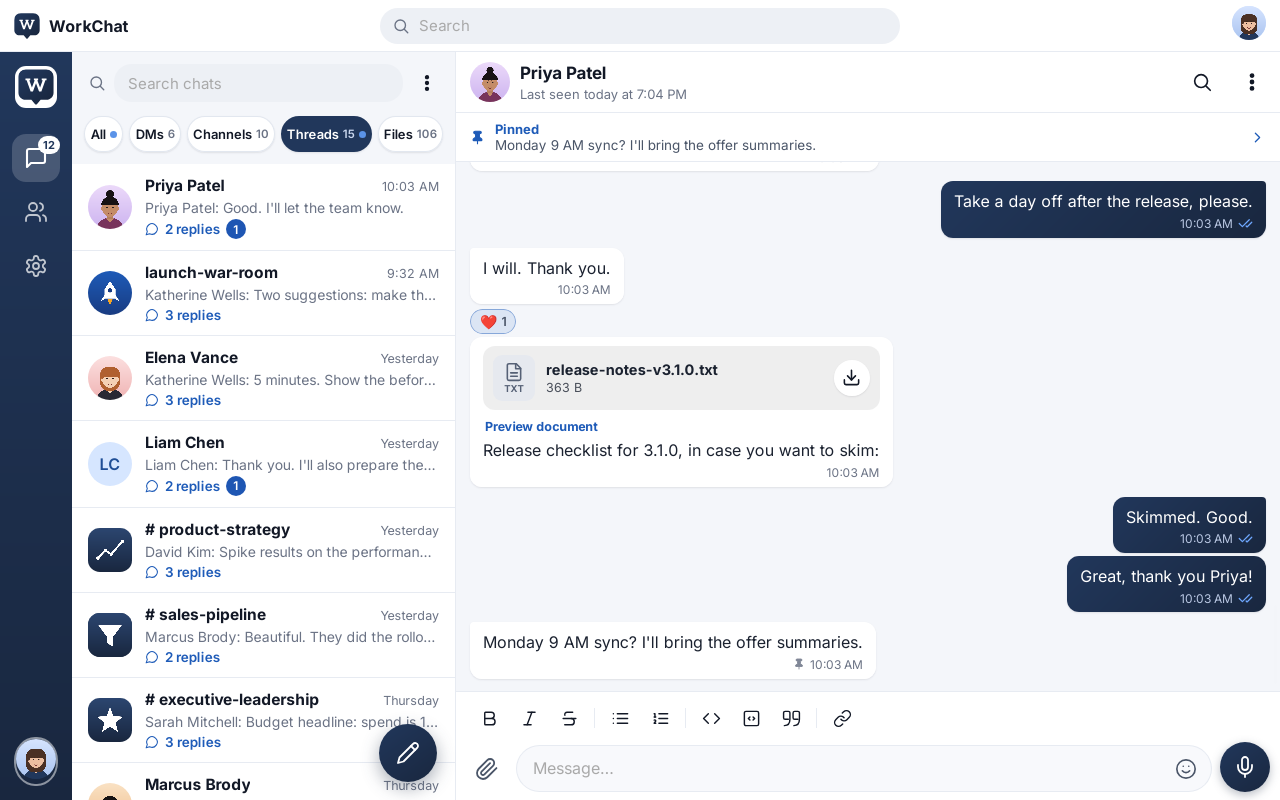 W WorkChat
Search
W
12
Search chats
All
DMs 6
Channels 10
Threads 15
Files 106
Priya Patel 10:03 AM
Priya Patel: Good. I'll let the team know.
2 replies 1
launch-war-room 9:32 AM
Katherine Wells: Two suggestions: make th...
3 replies
Elena Vance Yesterday
Katherine Wells: 5 minutes. Show the befor...
3 replies
LC
Liam Chen Yesterday
Liam Chen: Thank you. I'll also prepare the...
2 replies 1
# product-strategy Yesterday
David Kim: Spike results on the performan...
3 replies
# sales-pipeline Yesterday
Marcus Brody: Beautiful. They did the rollo...
2 replies
# executive-leadership Thursday
Sarah Mitchell: Budget headline: spend is 1...
3 replies
Marcus Brody Thursday
Priya Patel
Last seen today at 7:04 PM
Pinned
Monday 9 AM sync? I'll bring the offer summaries.
Take a day off after the release, please.
10:03 AM
I will. Thank you.
10:03 AM
❤️ 1
TXT
release-notes-v3.1.0.txt
363 B
Preview document
Release checklist for 3.1.0, in case you want to skim:
10:03 AM
Skimmed. Good.
10:03 AM
Great, thank you Priya!
10:03 AM
Monday 9 AM sync? I'll bring the offer summaries.
10:03 AM
Message...